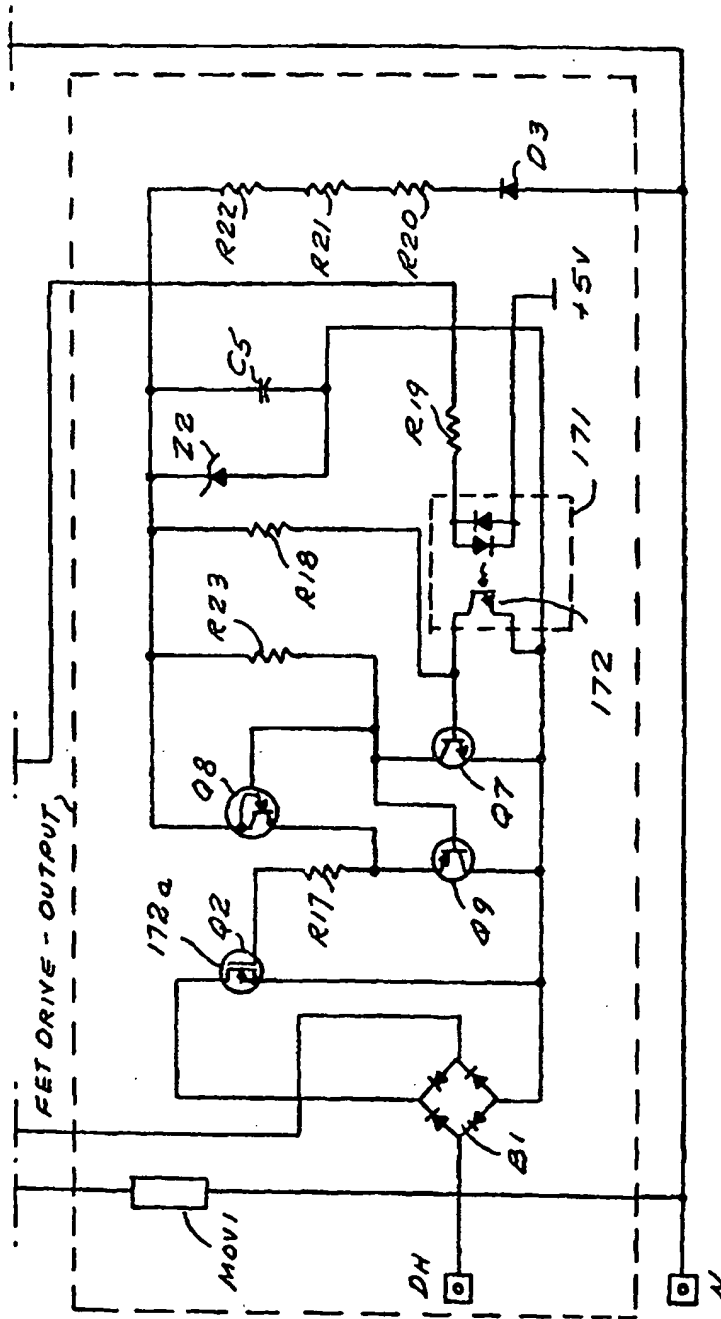 FET DRIVE - OUTPUT
MOV1
DH
N
B1
172a
Q2
R17
Q8
Q9
Q7
R23
R18
172
171
Z2
C5
R19
+5V
R22
R21
R20
D3